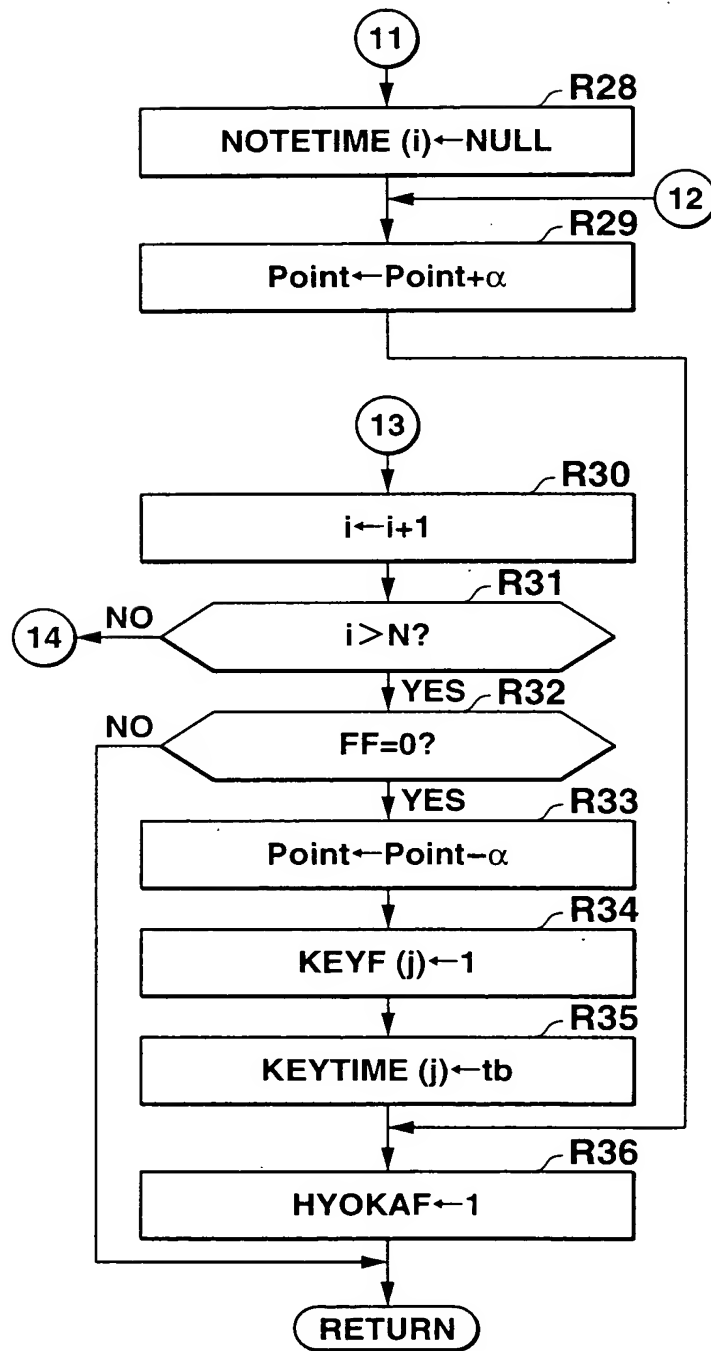 11
R28
NOTETIME (i)←NULL
12
R29
Point←Point+α
13
R30
i←i+1
R31
NO
14
i>N?
YES
R32
NO
FF=0?
YES
R33
Point←Point−α
R34
KEYF (j)←1
R35
KEYTIME (j)←tb
R36
HYOKAF←1
RETURN